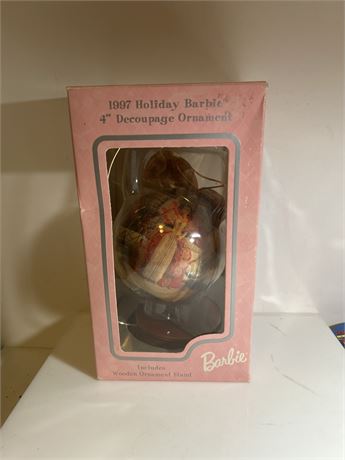 1997 Holiday Barbie
4" Decoupage Ornament
Includes
Wooden Ornament Stand
Barbie